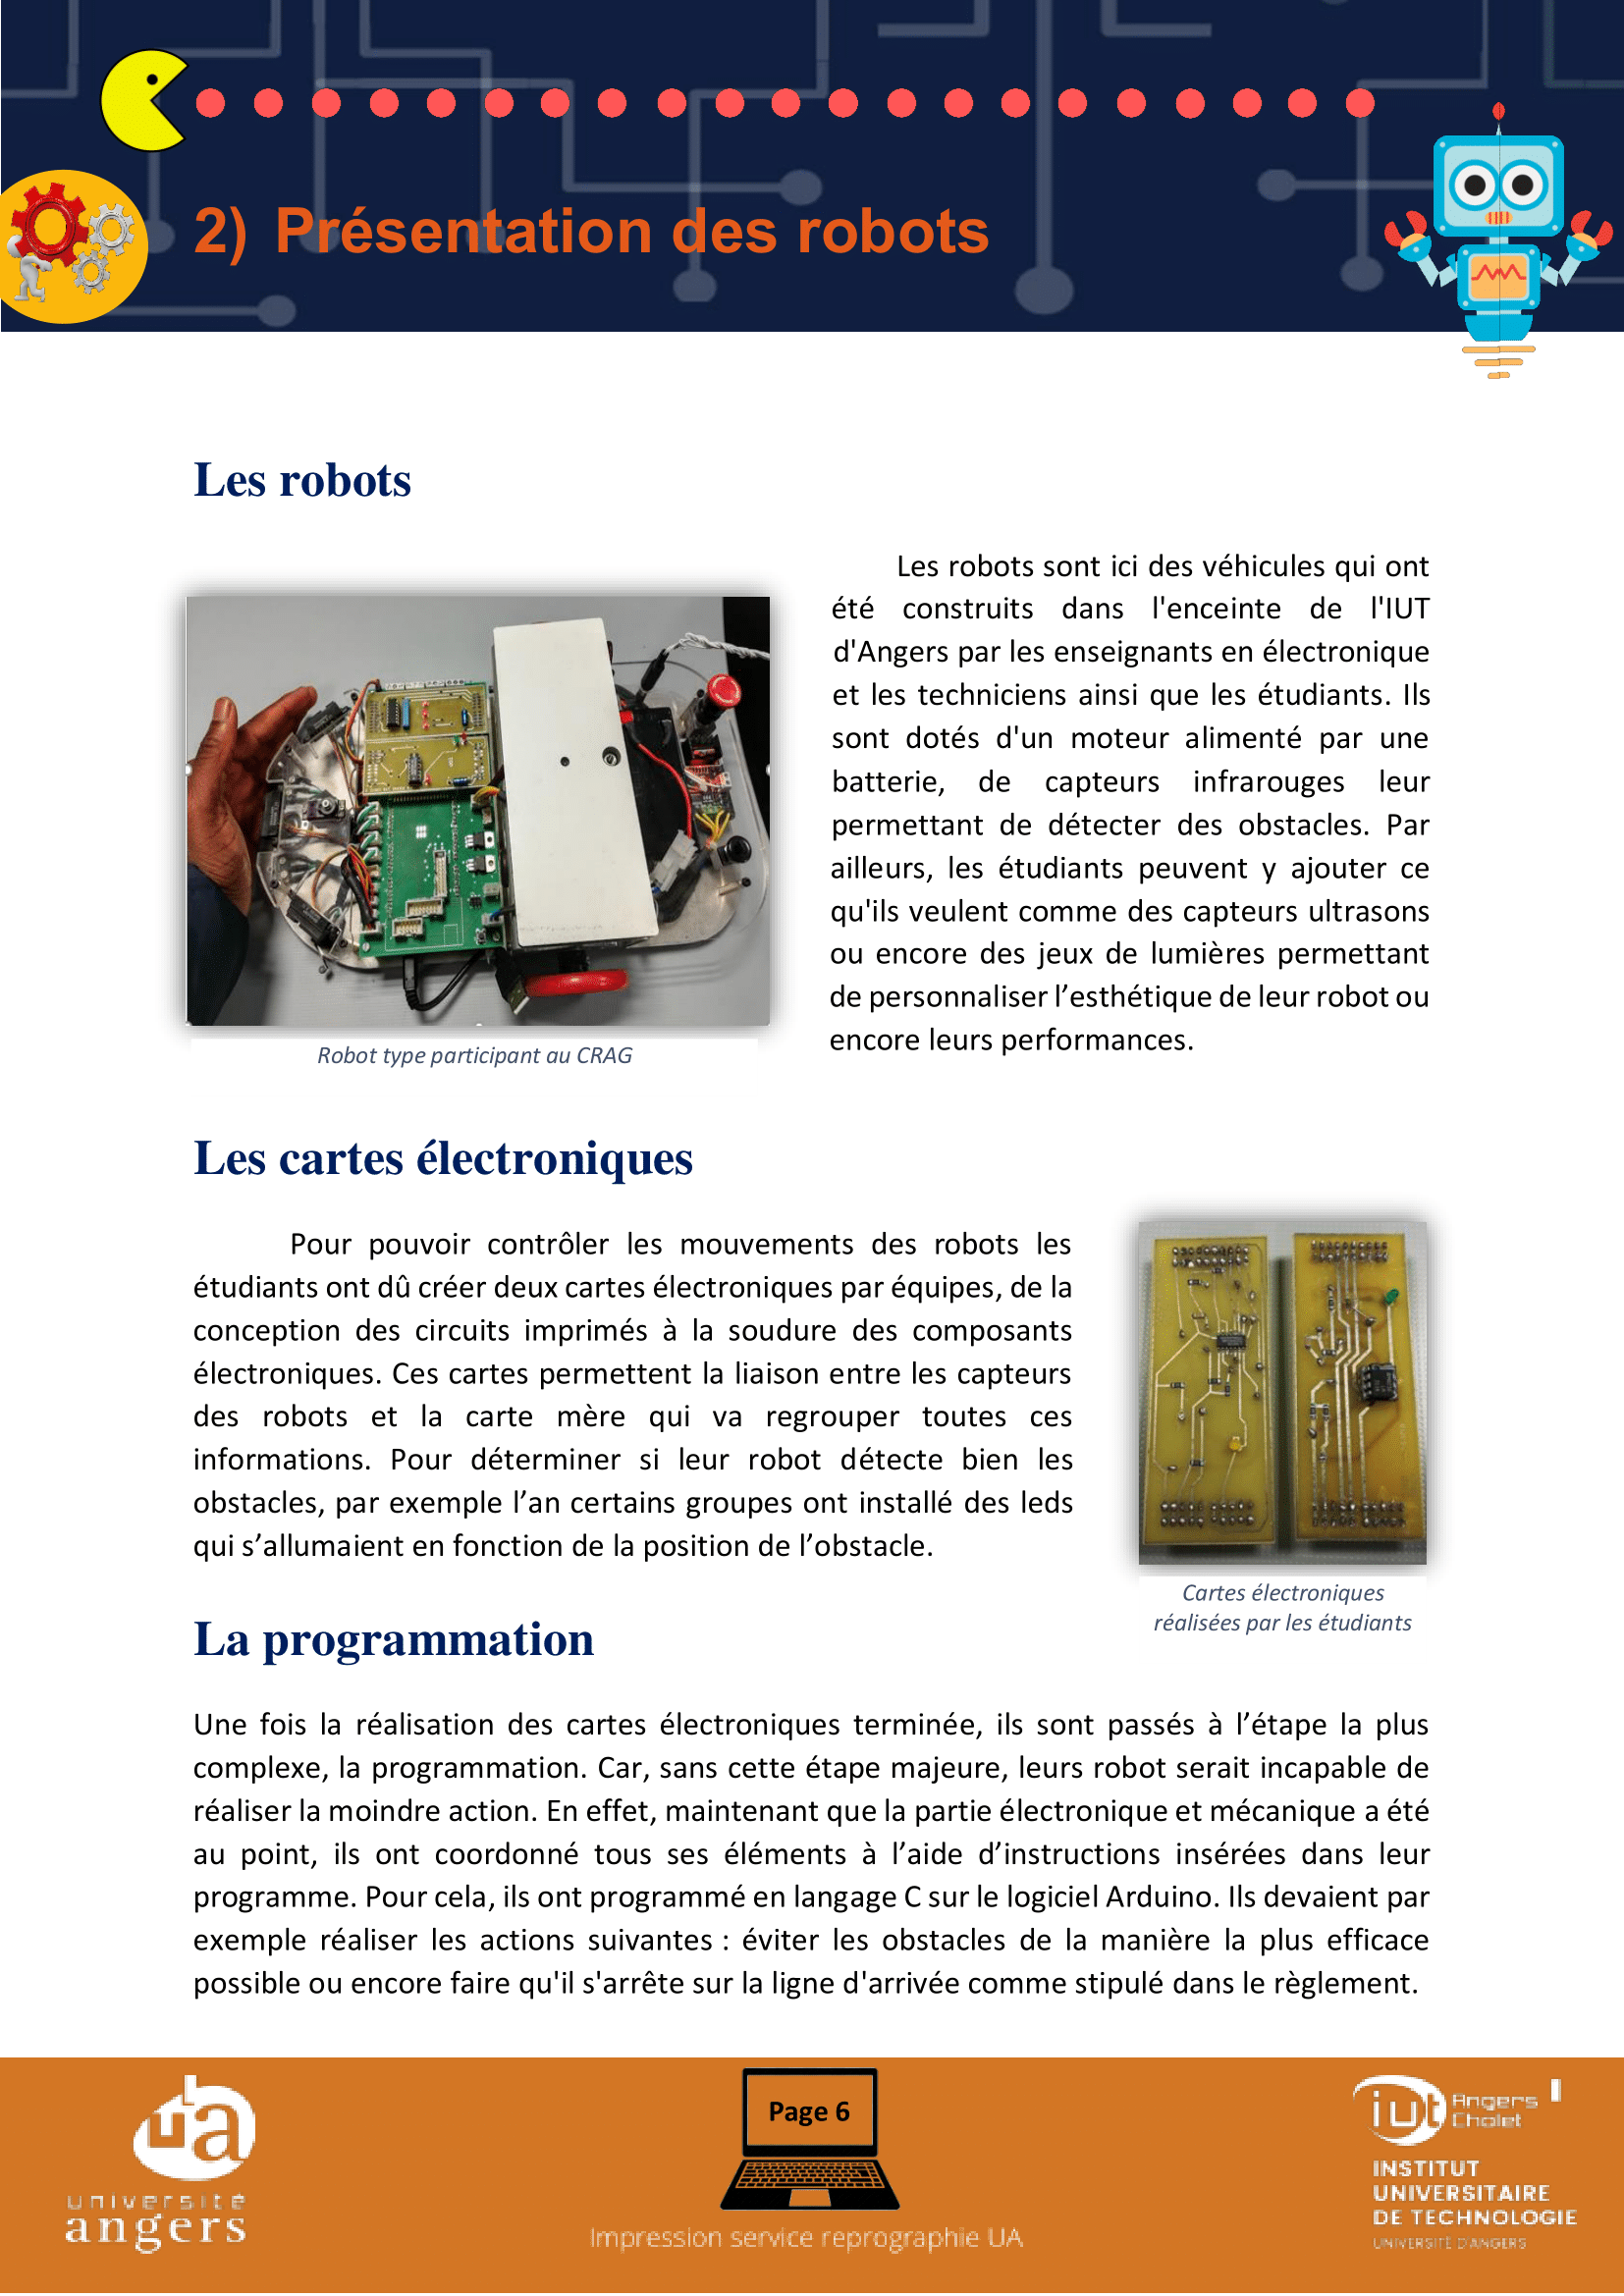 2) Présentation des robots
Les robots
Les robots sont ici des véhicules qui ont
été construits dans l'enceinte de l'IUT
d'Angers par les enseignants en électronique
et les techniciens ainsi que les étudiants. Ils
sont dotés d'un moteur alimenté par une
batterie, de capteurs infrarouges leur
permettant de détecter des obstacles. Par
ailleurs, les étudiants peuvent y ajouter ce
qu'ils veulent comme des capteurs ultrasons
ou encore des jeux de lumières permettant
de personnaliser l’esthétique de leur robot ou
encore leurs performances.
Robot type participant au CRAG
Les cartes électroniques
Pour pouvoir contrôler les mouvements des robots les
étudiants ont dû créer deux cartes électroniques par équipes, de la
conception des circuits imprimés à la soudure des composants
électroniques. Ces cartes permettent la liaison entre les capteurs
des robots et la carte mère qui va regrouper toutes ces
informations. Pour déterminer si leur robot détecte bien les
obstacles, par exemple l’an certains groupes ont installé des leds
qui s’allumaient en fonction de la position de l’obstacle.
Cartes électroniques
réalisées par les étudiants
La programmation
Une fois la réalisation des cartes électroniques terminée, ils sont passés à l’étape la plus
complexe, la programmation. Car, sans cette étape majeure, leurs robot serait incapable de
réaliser la moindre action. En effet, maintenant que la partie électronique et mécanique a été
au point, ils ont coordonné tous ses éléments à l’aide d’instructions insérées dans leur
programme. Pour cela, ils ont programmé en langage C sur le logiciel Arduino. Ils devaient par
exemple réaliser les actions suivantes : éviter les obstacles de la manière la plus efficace
possible ou encore faire qu'il s'arrête sur la ligne d'arrivée comme stipulé dans le règlement.
ua
université
angers
Page 6
Impression service reprographie UA
iut Angers
Cholet
INSTITUT
UNIVERSITAIRE
DE TECHNOLOGIE
UNIVERSITÉ D'ANGERS